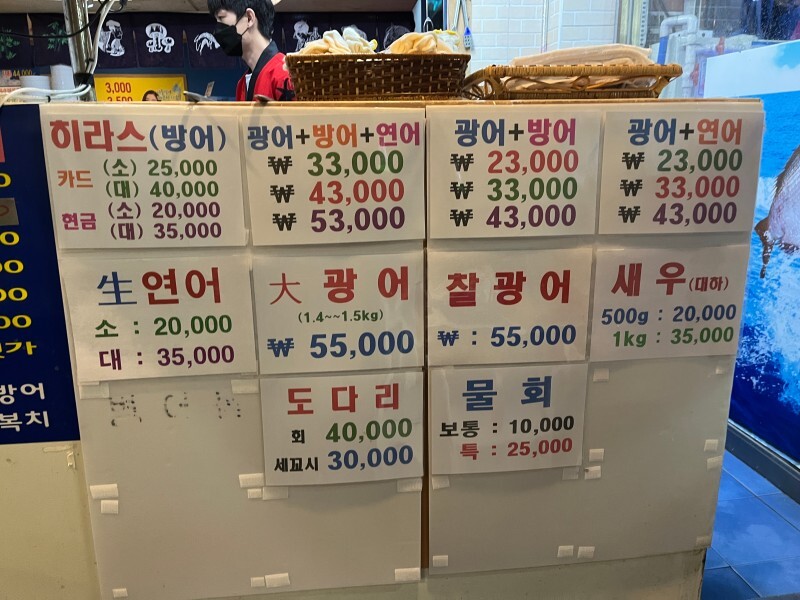 3,000
히라스(방어)
카드 (소) 25,000
(대) 40,000
현금 (소) 20,000
(대) 35,000
광어+방어+연어
₩ 33,000
₩ 43,000
₩ 53,000
광어+방어
₩ 23,000
₩ 33,000
₩ 43,000
광어+연어
₩ 23,000
₩ 33,000
₩ 43,000
生 연어
소 : 20,000
대 : 35,000
大 광어
(1.4~~1.5kg)
₩ 55,000
찰광어
₩ : 55,000
새우(대하)
500g : 20,000
1kg : 35,000
도다리
회 40,000
세꼬시 30,000
물회
보통 : 10,000
특 : 25,000
방어
복치